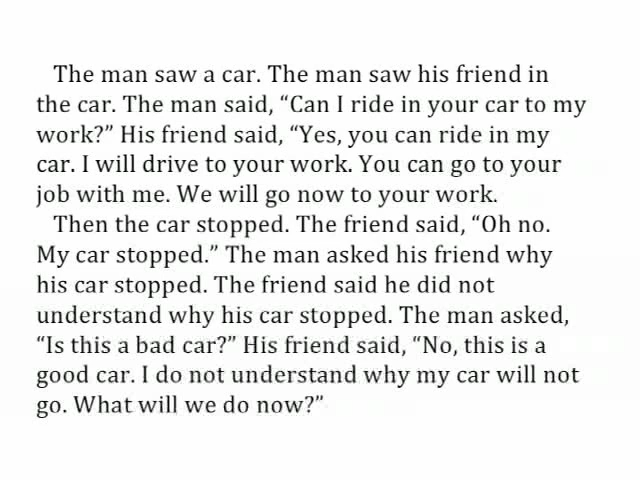 The man saw a car. The man saw his friend in
the car. The man said, “Can I ride in your car to my
work?” His friend said, “Yes, you can ride in my
car. I will drive to your work. You can go to your
job with me. We will go now to your work.
Then the car stopped. The friend said, “Oh no.
My car stopped.” The man asked his friend why
his car stopped. The friend said he did not
understand why his car stopped. The man asked,
“Is this a bad car?” His friend said, “No, this is a
good car. I do not understand why my car will not
go. What will we do now?”